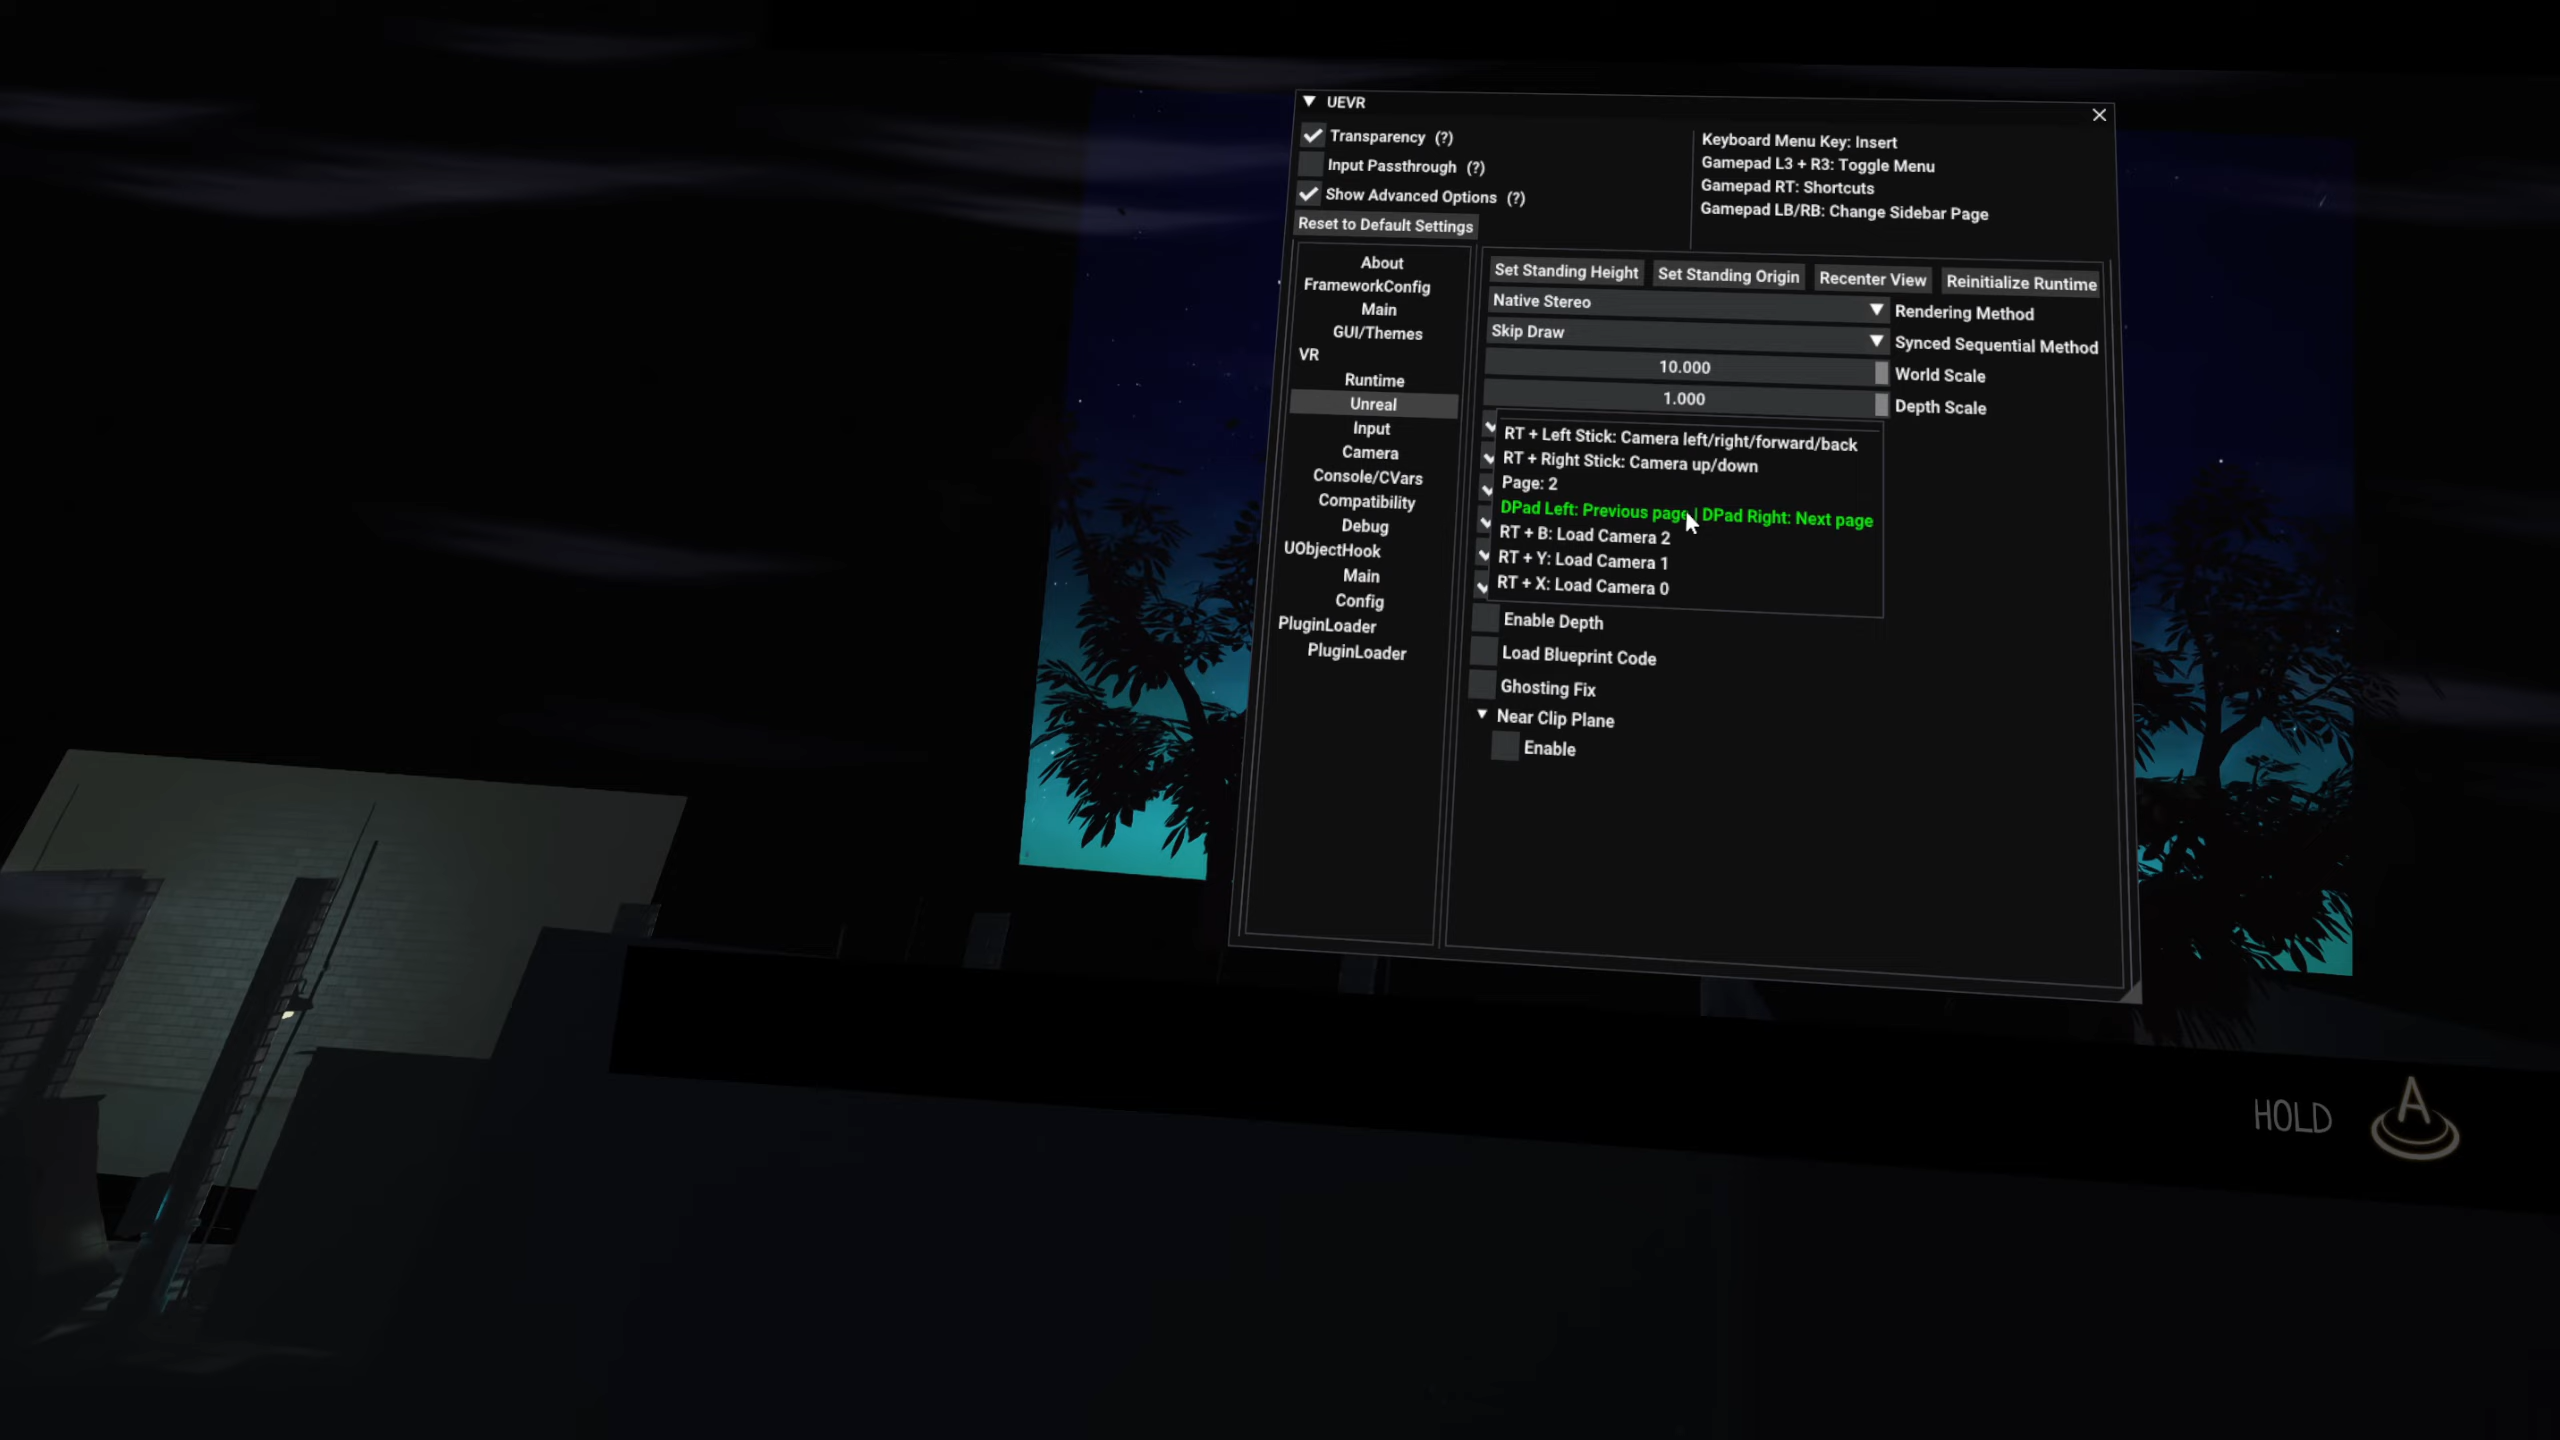 UEVR
Transparency (?)
Input Passthrough (?)
Show Advanced Options (?)
Reset to Default Settings
Keyboard Menu Key: Insert
Gamepad L3 + R3: Toggle Menu
Gamepad RT: Shortcuts
Gamepad LB/RB: Change Sidebar Page
About
FrameworkConfig
Main
GUI/Themes
VR
Runtime
Unreal
Input
Camera
Console/CVars
Compatibility
Debug
UObjectHook
Main
Config
PluginLoader
PluginLoader
Set Standing Height Set Standing Origin Recenter View Reinitialize Runtime
Native Stereo Rendering Method
Skip Draw Synced Sequential Method
10.000 World Scale
1.000 Depth Scale
RT + Left Stick: Camera left/right/forward/back
RT + Right Stick: Camera up/down
Page: 2
DPad Left: Previous page | DPad Right: Next page
RT + B: Load Camera 2
RT + Y: Load Camera 1
RT + X: Load Camera 0
Enable Depth
Load Blueprint Code
Ghosting Fix
Near Clip Plane
Enable
HOLD A